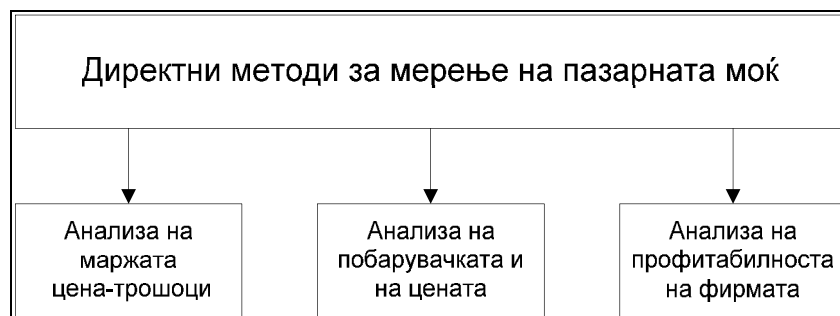 Директни методи за мерење на пазарната моќ
Анализа на
маржата
цена-трошоци
Анализа на
побарувачката и
на цената
Анализа на
профитабилноста
на фирмата